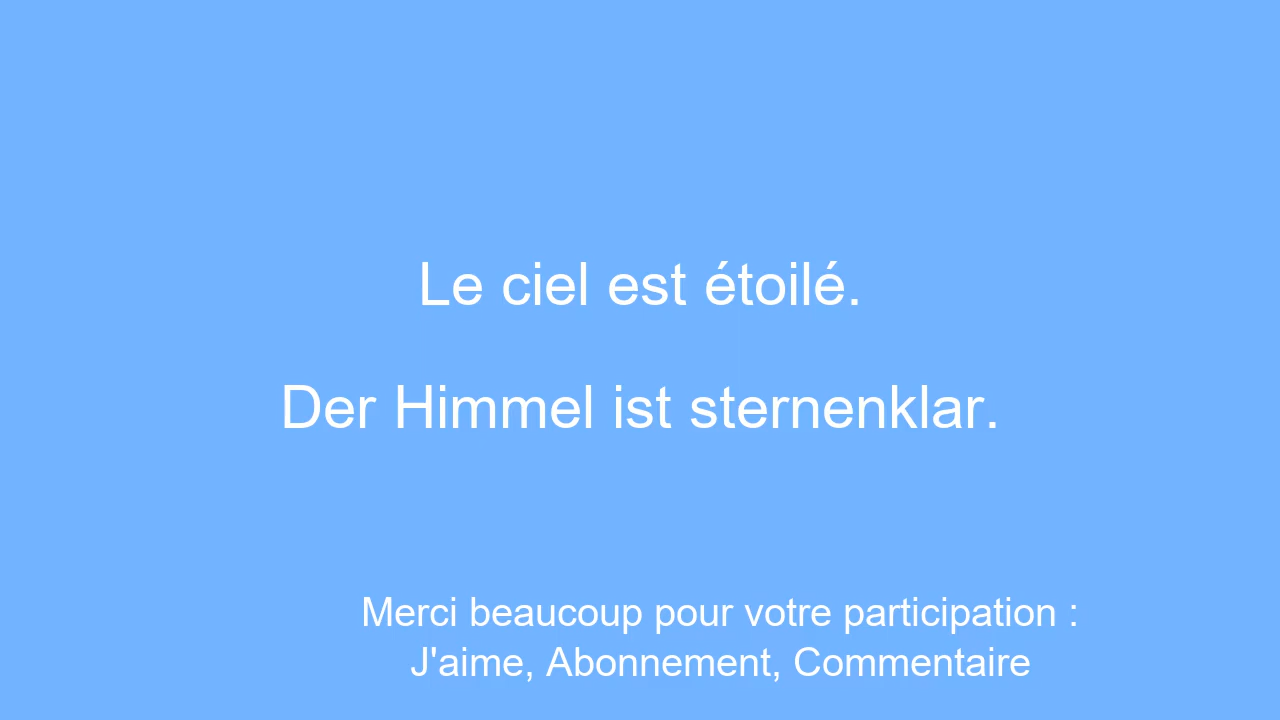 Le ciel est étoilé.
Der Himmel ist sternenklar.
Merci beaucoup pour votre participation :
J'aime, Abonnement, Commentaire